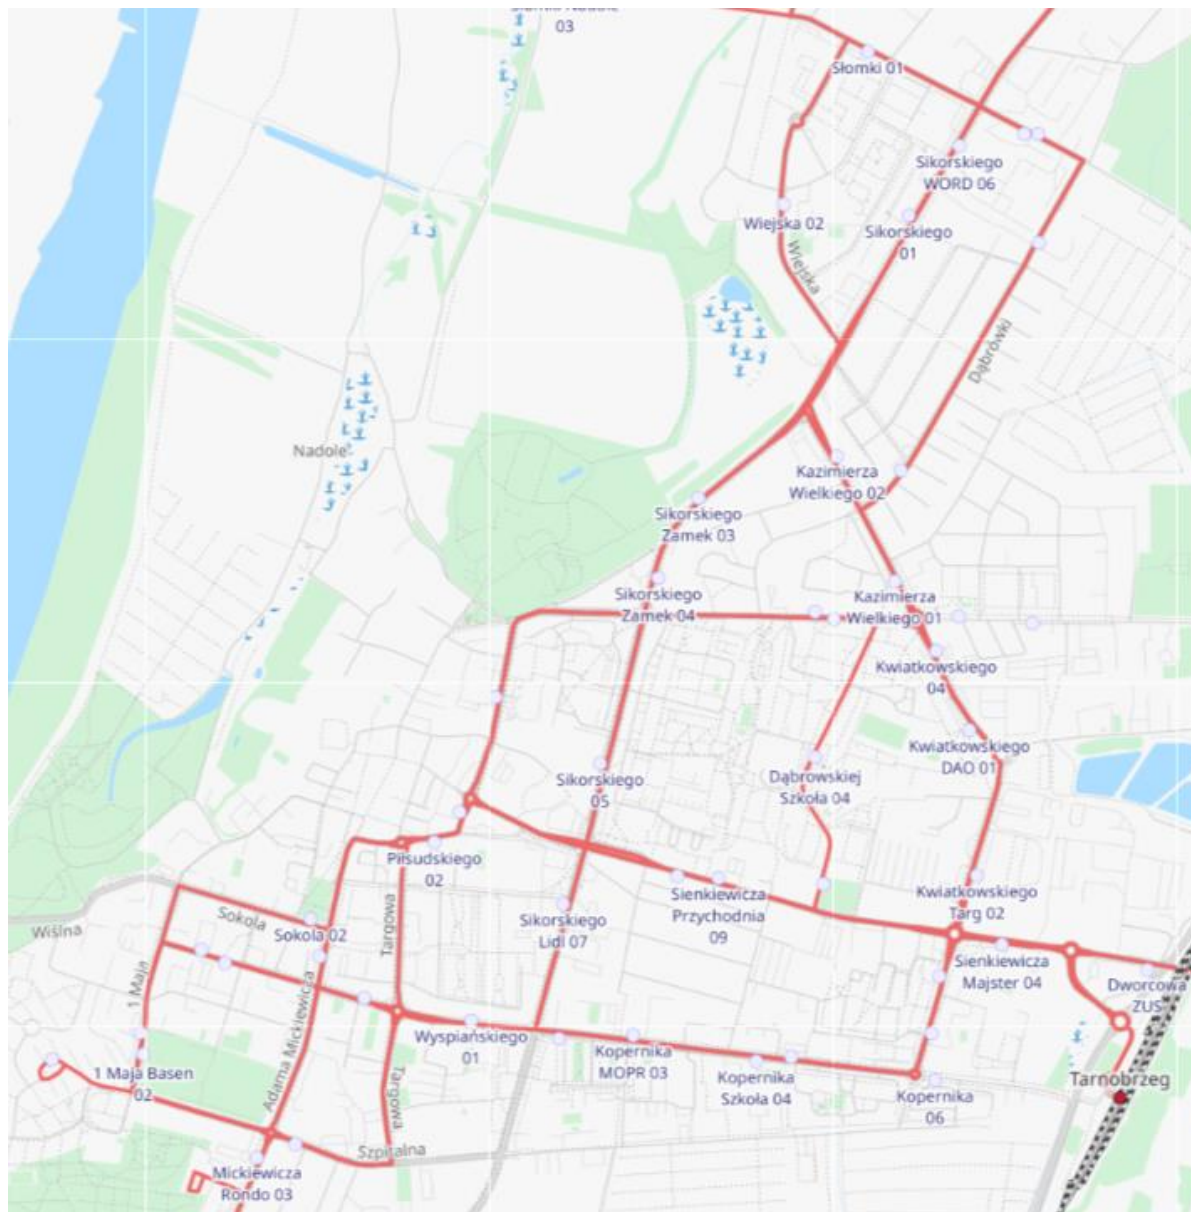 03
Słomki 01
Sikorskiego
WORD 06
Wiejska 02
Sikorskiego
01
Wiejska
Dąbrówki
Nadole
Kazimierza
Wielkiego 02
Sikorskiego
Zamek 03
Sikorskiego
Zamek 04
Kazimierza
Wielkiego 01
Kwiatkowskiego
04
Kwiatkowskiego
DAO 01
Sikorskiego
05
Dąbrowskiej
Szkoła 04
Piłsudskiego
02
Sienkiewicza
Przychodnia
09
Kwiatkowskiego
Targ 02
Sokola
Sokola 02
Targowa
Sikorskiego
Lidl 07
Wiślna
Sienkiewicza
Majster 04
Dworcowa
ZUS
1 Maja
Adama Mickiewicza
Wyspiańskiego
01
Kopernika
MOPR 03
Kopernika
Szkoła 04
Kopernika
06
Tarnobrzeg
1 Maja Basen
02
Targowa
Szpitalna
Mickiewicza
Rondo 03